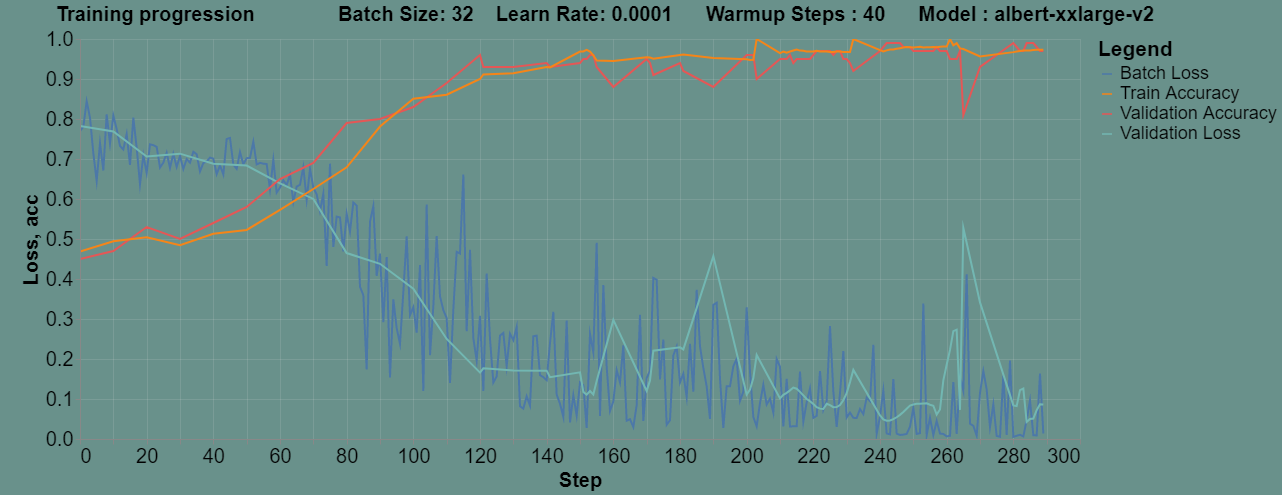 Training progression Batch Size: 32 Learn Rate: 0.0001 Warmup Steps : 40 Model : albert-xxlarge-v2
Legend
Batch Loss
Train Accuracy
Validation Accuracy
Validation Loss
Loss, acc
1.0
0.9
0.8
0.7
0.6
0.5
0.4
0.3
0.2
0.1
0.0
0 20 40 60 80 100 120 140 160 180 200 220 240 260 280 300
Step